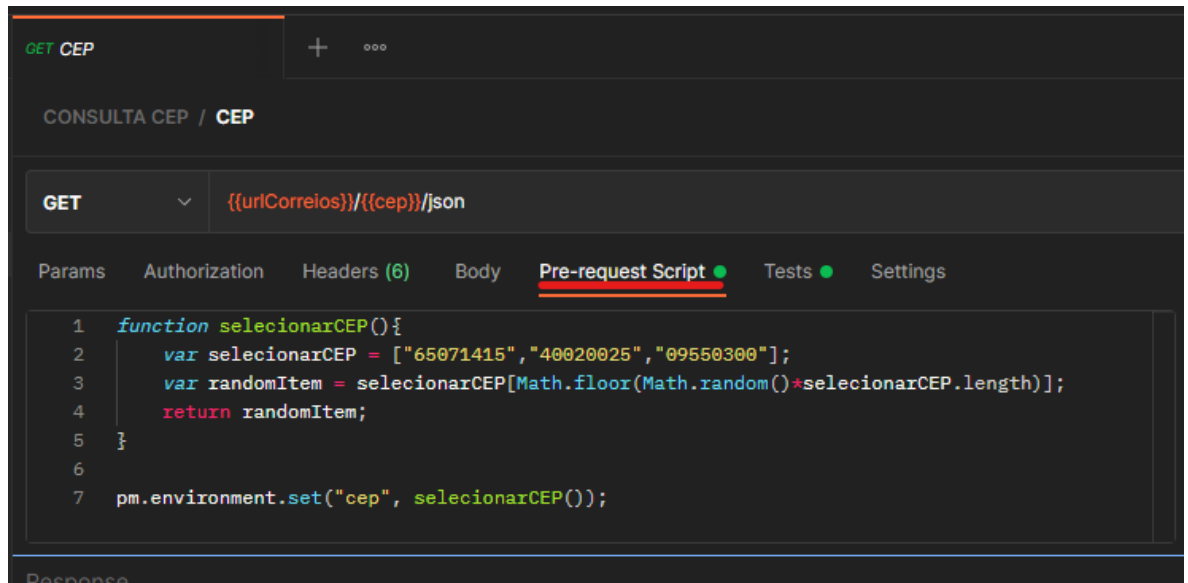 GET CEP
CONSULTA CEP / CEP
GET {{urlCorreios}}/{{cep}}/json
Params Authorization Headers (6) Body Pre-request Script Tests Settings
1 function selecionarCEP(){
2 var selecionarCEP = ["65071415","40020025","09550300"];
3 var randomItem = selecionarCEP[Math.floor(Math.random()*selecionarCEP.length)];
4 return randomItem;
5 }
6
7 pm.environment.set("cep", selecionarCEP());
Response